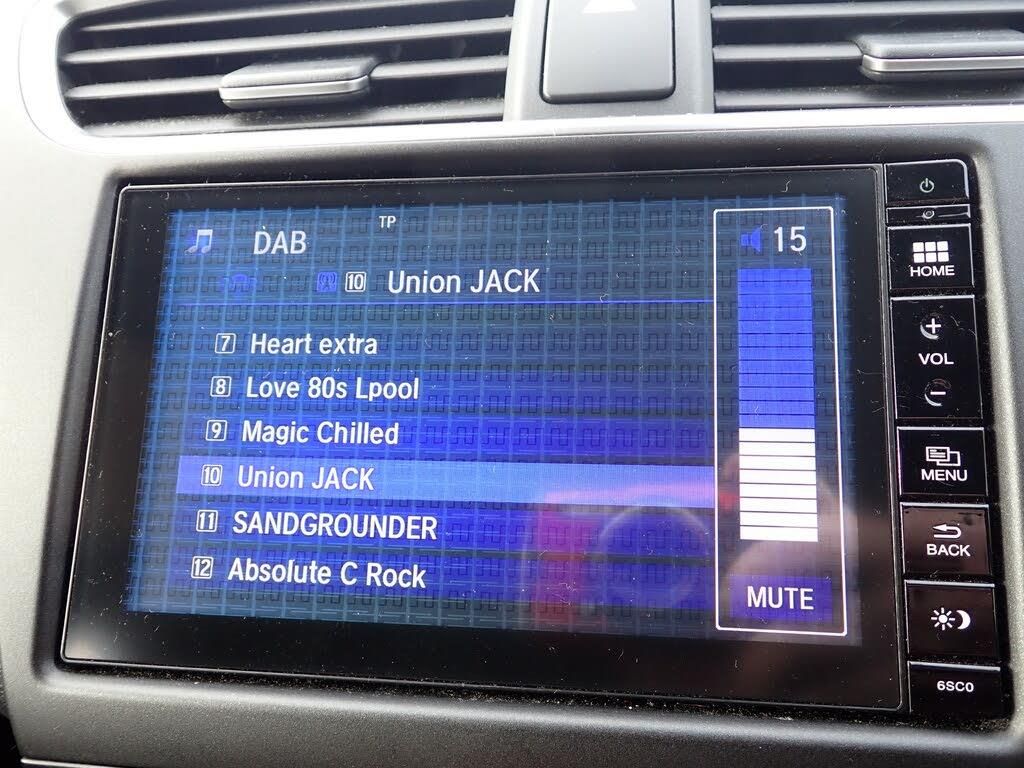 TP
DAB
15
10 Union JACK
7 Heart extra
8 Love 80s Lpool
9 Magic Chilled
10 Union JACK
11 SANDGROUNDER
12 Absolute C Rock
MUTE
HOME
+
VOL
−
MENU
BACK
6SC0